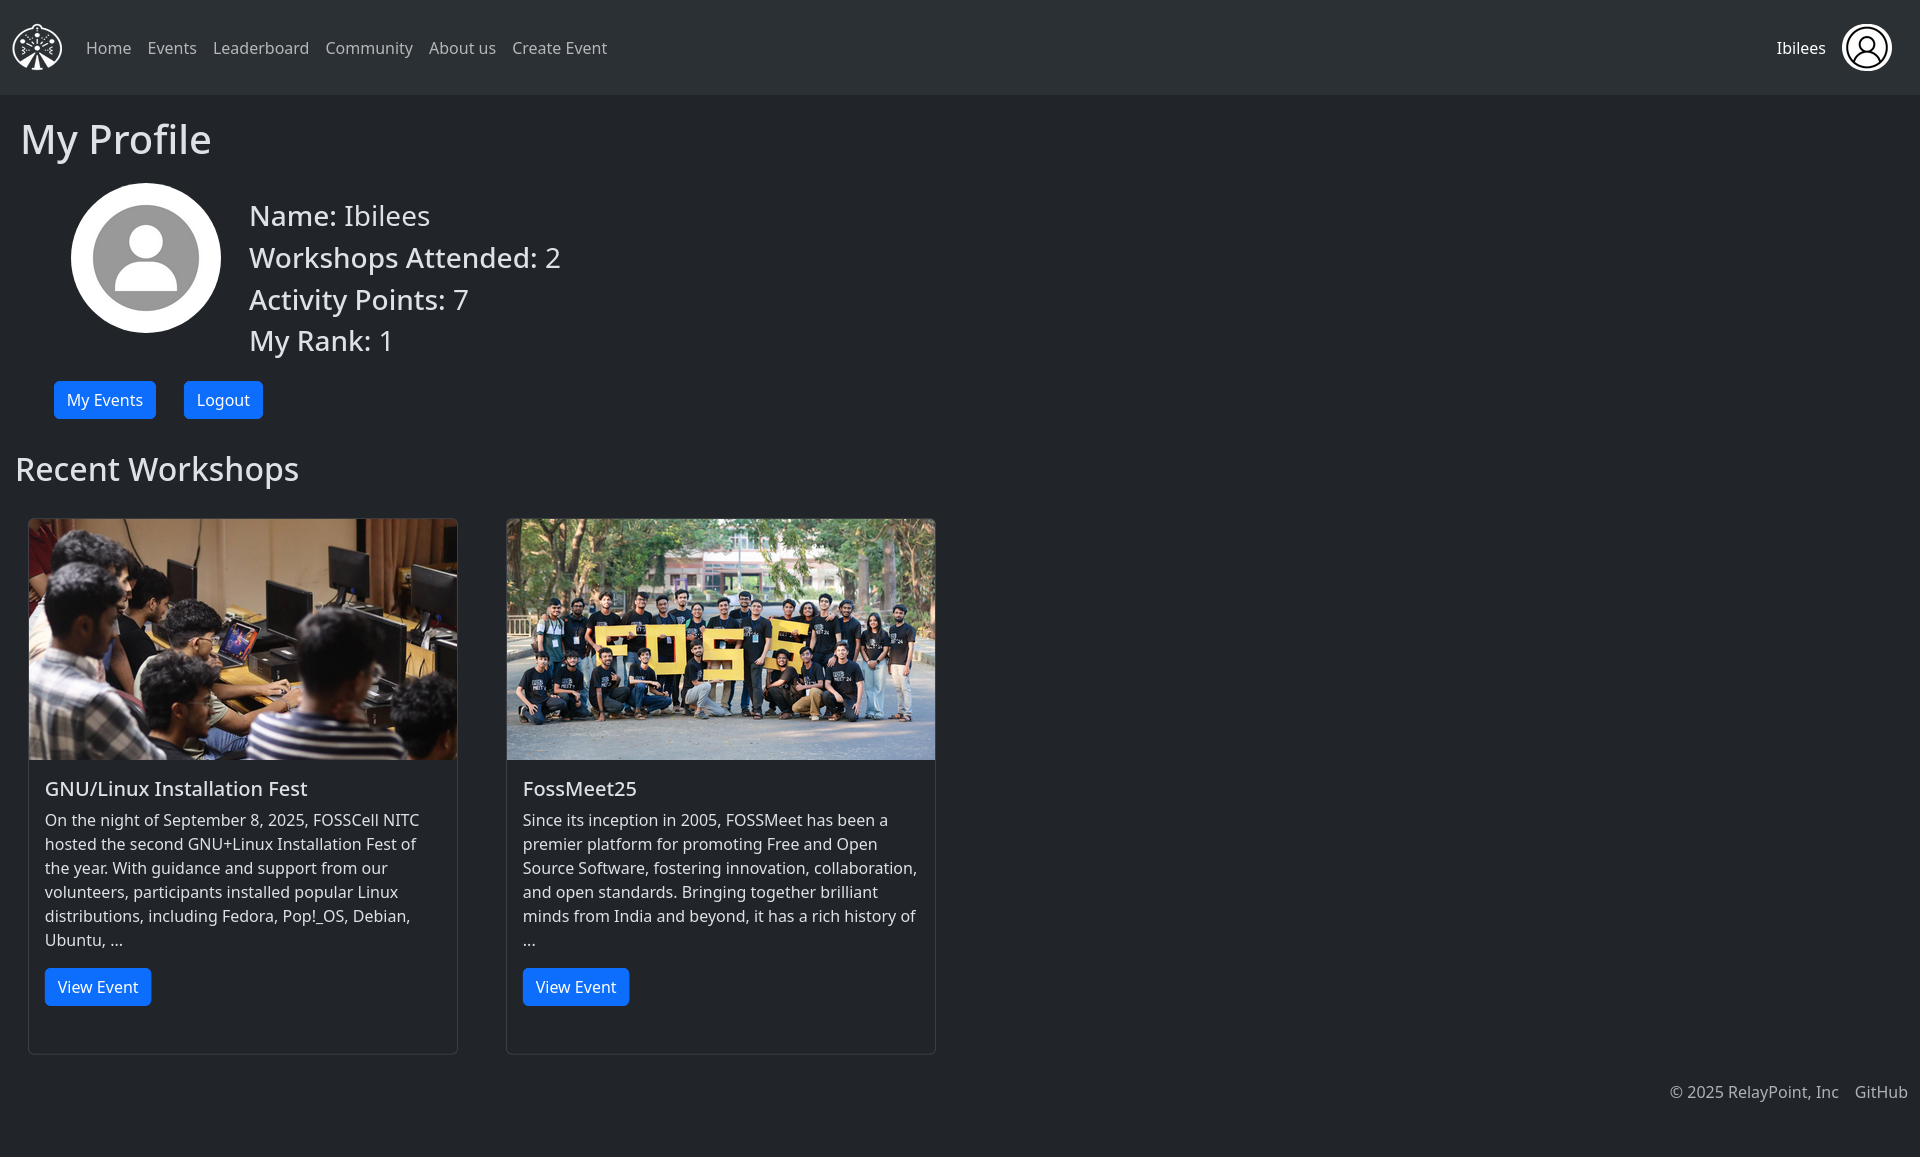 Home Events Leaderboard Community About us Create Event Ibilees
My Profile
Name: Ibilees
Workshops Attended: 2
Activity Points: 7
My Rank: 1
My Events Logout
Recent Workshops
FOSS
GNU/Linux Installation Fest
On the night of September 8, 2025, FOSSCell NITC
hosted the second GNU+Linux Installation Fest of
the year. With guidance and support from our
volunteers, participants installed popular Linux
distributions, including Fedora, Pop!_OS, Debian,
Ubuntu, ...
View Event
FossMeet25
Since its inception in 2005, FOSSMeet has been a
premier platform for promoting Free and Open
Source Software, fostering innovation, collaboration,
and open standards. Bringing together brilliant
minds from India and beyond, it has a rich history of
...
View Event
© 2025 RelayPoint, Inc GitHub